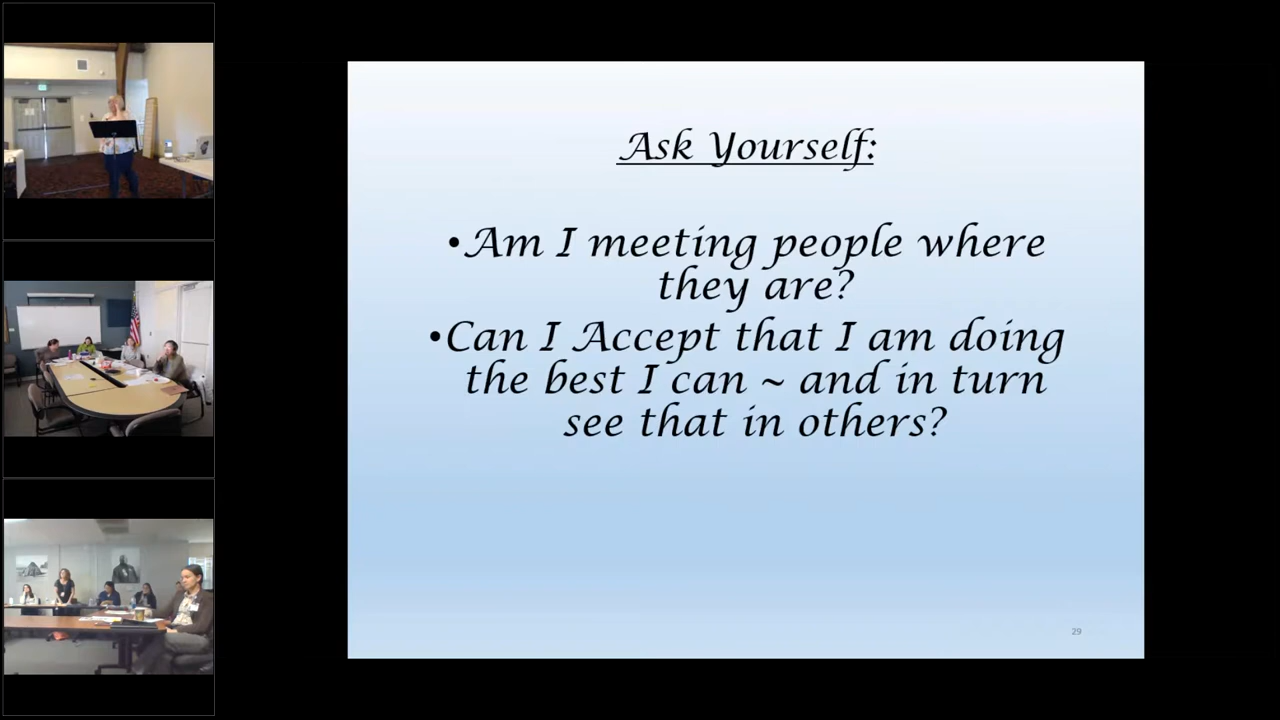 Ask Yourself:
•Am I meeting people where
they are?
•Can I Accept that I am doing
the best I can ~ and in turn
see that in others?
29